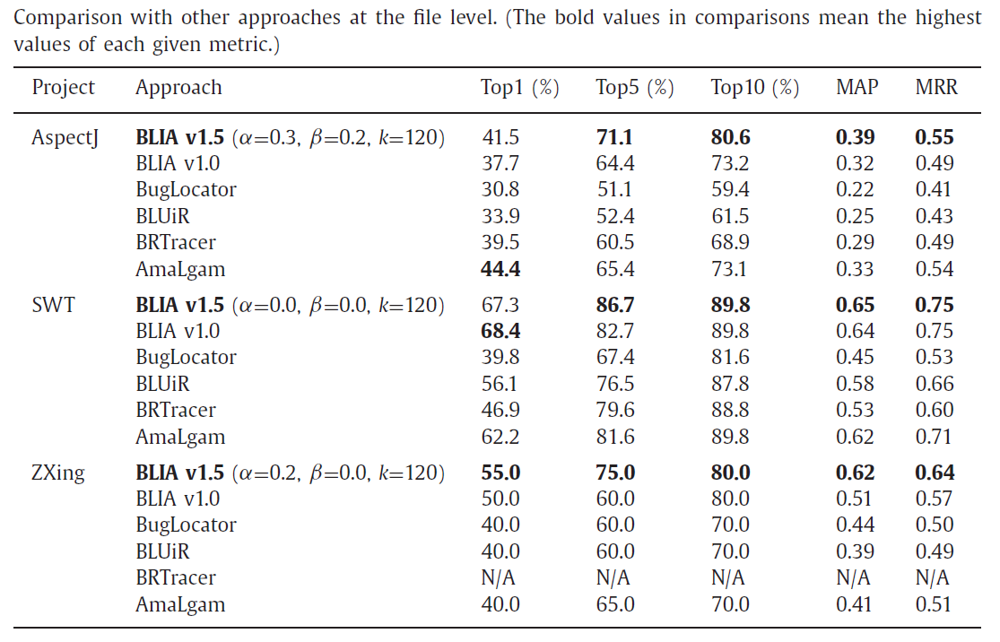 Comparison with other approaches at the file level. (The bold values in comparisons mean the highest
values of each given metric.)
Project Approach Top1 (%) Top5 (%) Top10 (%) MAP MRR
AspectJ BLIA v1.5 (α=0.3, β=0.2, k=120) 41.5 71.1 80.6 0.39 0.55
BLIA v1.0 37.7 64.4 73.2 0.32 0.49
BugLocator 30.8 51.1 59.4 0.22 0.41
BLUiR 33.9 52.4 61.5 0.25 0.43
BRTracer 39.5 60.5 68.9 0.29 0.49
AmaLgam 44.4 65.4 73.1 0.33 0.54
SWT BLIA v1.5 (α=0.0, β=0.0, k=120) 67.3 86.7 89.8 0.65 0.75
BLIA v1.0 68.4 82.7 89.8 0.64 0.75
BugLocator 39.8 67.4 81.6 0.45 0.53
BLUiR 56.1 76.5 87.8 0.58 0.66
BRTracer 46.9 79.6 88.8 0.53 0.60
AmaLgam 62.2 81.6 89.8 0.62 0.71
ZXing BLIA v1.5 (α=0.2, β=0.0, k=120) 55.0 75.0 80.0 0.62 0.64
BLIA v1.0 50.0 60.0 80.0 0.51 0.57
BugLocator 40.0 60.0 70.0 0.44 0.50
BLUiR 40.0 60.0 70.0 0.39 0.49
BRTracer N/A N/A N/A N/A N/A
AmaLgam 40.0 65.0 70.0 0.41 0.51